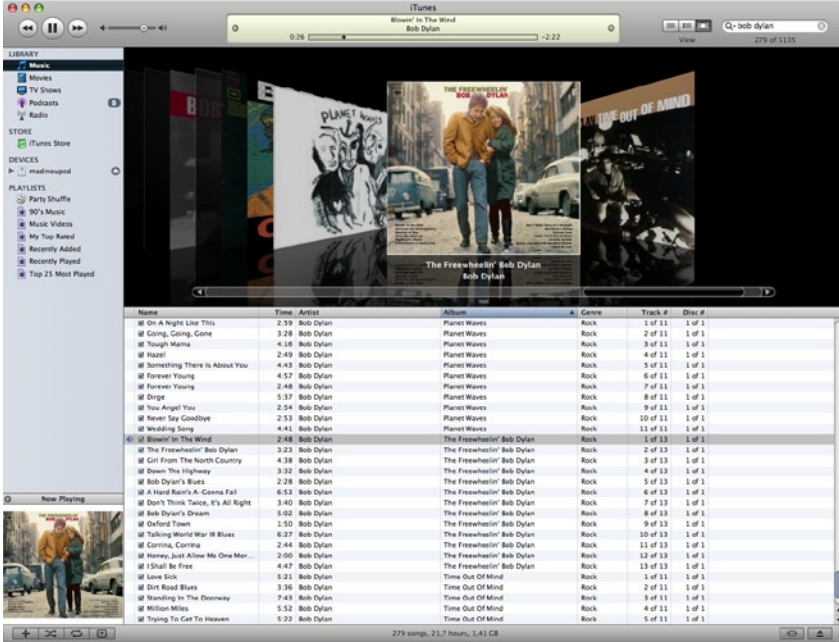 iTunes
Blowin' In The Wind
Bob Dylan
0:26 -2:22
View
bob dylan
279 of 5135
LIBRARY
Music
Movies
TV Shows
Podcasts
Radio
STORE
iTunes Store
DEVICES
madnoupod
PLAYLISTS
Party Shuffle
90's Music
Music Videos
My Top Rated
Recently Added
Recently Played
Top 25 Most Played
PLANET WAVES
THE FREEWHEELIN'
BOB DYLAN
TIME OUT OF MIND
The Freewheelin' Bob Dylan
Bob Dylan
Name Time Artist Album Genre Track # Disc #
On A Night Like This 2:59 Bob Dylan Planet Waves Rock 1 of 11 1 of 1
Going, Going, Gone 3:28 Bob Dylan Planet Waves Rock 2 of 11 1 of 1
Tough Mama 4:16 Bob Dylan Planet Waves Rock 3 of 11 1 of 1
Hazel 2:49 Bob Dylan Planet Waves Rock 4 of 11 1 of 1
Something There Is About You 4:43 Bob Dylan Planet Waves Rock 5 of 11 1 of 1
Forever Young 4:57 Bob Dylan Planet Waves Rock 6 of 11 1 of 1
Forever Young 2:48 Bob Dylan Planet Waves Rock 7 of 11 1 of 1
Dirge 5:37 Bob Dylan Planet Waves Rock 8 of 11 1 of 1
You Angel You 2:54 Bob Dylan Planet Waves Rock 9 of 11 1 of 1
Never Say Goodbye 2:53 Bob Dylan Planet Waves Rock 10 of 11 1 of 1
Wedding Song 4:41 Bob Dylan Planet Waves Rock 11 of 11 1 of 1
Blowin' In The Wind 2:48 Bob Dylan The Freewheelin' Bob Dylan Rock 1 of 13 1 of 1
The Freewheelin' Bob Dylan 3:23 Bob Dylan The Freewheelin' Bob Dylan Rock 2 of 13 1 of 1
Girl From The North Country 4:38 Bob Dylan The Freewheelin' Bob Dylan Rock 3 of 13 1 of 1
Down The Highway 3:32 Bob Dylan The Freewheelin' Bob Dylan Rock 4 of 13 1 of 1
Bob Dylan's Blues 2:28 Bob Dylan The Freewheelin' Bob Dylan Rock 5 of 13 1 of 1
A Hard Rain's A-Gonna Fall 6:53 Bob Dylan The Freewheelin' Bob Dylan Rock 6 of 13 1 of 1
Don't Think Twice, It's All Right 3:40 Bob Dylan The Freewheelin' Bob Dylan Rock 7 of 13 1 of 1
Bob Dylan's Dream 5:02 Bob Dylan The Freewheelin' Bob Dylan Rock 8 of 13 1 of 1
Oxford Town 1:50 Bob Dylan The Freewheelin' Bob Dylan Rock 9 of 13 1 of 1
Talking World War III Blues 6:27 Bob Dylan The Freewheelin' Bob Dylan Rock 10 of 13 1 of 1
Corrina, Corrina 2:44 Bob Dylan The Freewheelin' Bob Dylan Rock 11 of 13 1 of 1
Honey, Just Allow Me One Mor... 2:00 Bob Dylan The Freewheelin' Bob Dylan Rock 12 of 13 1 of 1
I Shall Be Free 4:47 Bob Dylan The Freewheelin' Bob Dylan Rock 13 of 13 1 of 1
Love Sick 5:21 Bob Dylan Time Out Of Mind Rock 1 of 11 1 of 1
Dirt Road Blues 3:36 Bob Dylan Time Out Of Mind Rock 2 of 11 1 of 1
Standing In The Doorway 7:43 Bob Dylan Time Out Of Mind Rock 3 of 11 1 of 1
Million Miles 5:52 Bob Dylan Time Out Of Mind Rock 4 of 11 1 of 1
Trying To Get To Heaven 5:22 Bob Dylan Time Out Of Mind Rock 5 of 11 1 of 1
Now Playing
THE FREEWHEELIN'
BOB DYLAN
279 songs, 21,7 hours, 1,41 GB